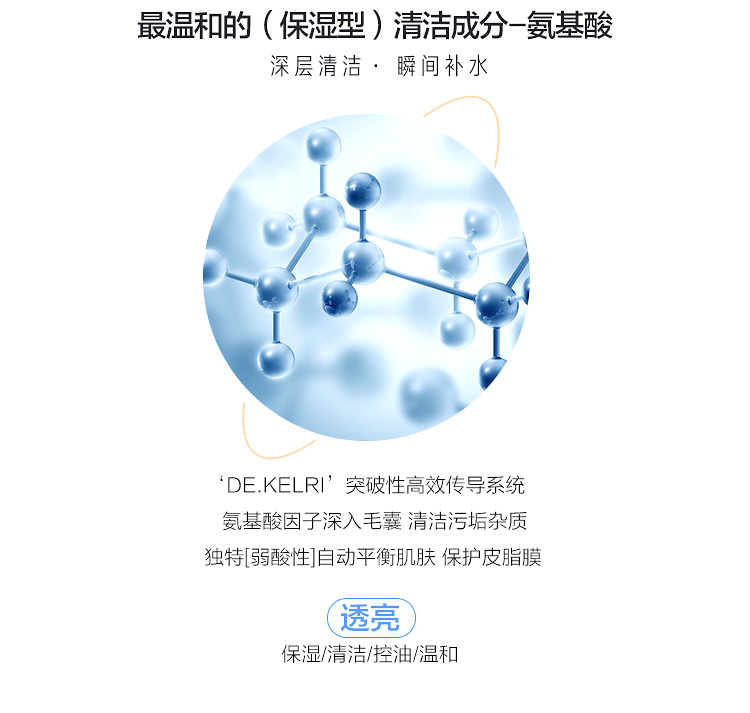 最温和的（保湿型）清洁成分-氨基酸
深层清洁· 瞬间补水
‘DE.KELRI’突破性高效传导系统
氨基酸因子深入毛囊 清洁污垢杂质
独特[弱酸性]自动平衡肌肤 保护皮脂膜
透亮
保湿/清洁/控油/温和